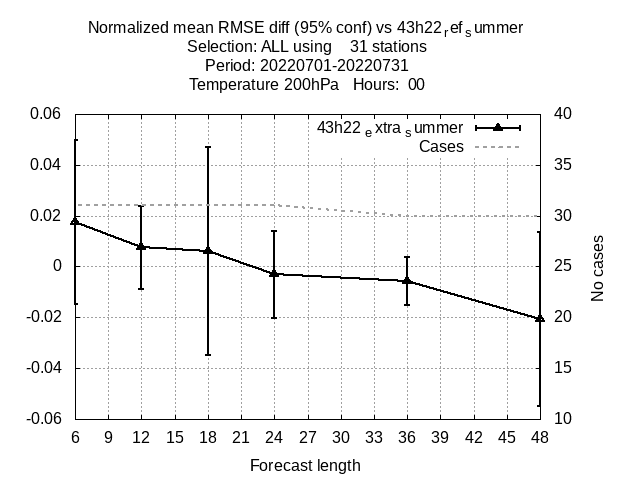 Normalized mean RMSE diff (95% conf) vs 43h22refsummer
Selection: ALL using    31 stations
Period: 20220701-20220731
Temperature 200hPa   Hours:  00
0.06
0.04
0.02
0
-0.02
-0.04
-0.06
43h22extrasummer
Cases
40
35
30
25
20
15
10
No cases
6 9 12 15 18 21 24 27 30 33 36 39 42 45 48
Forecast length